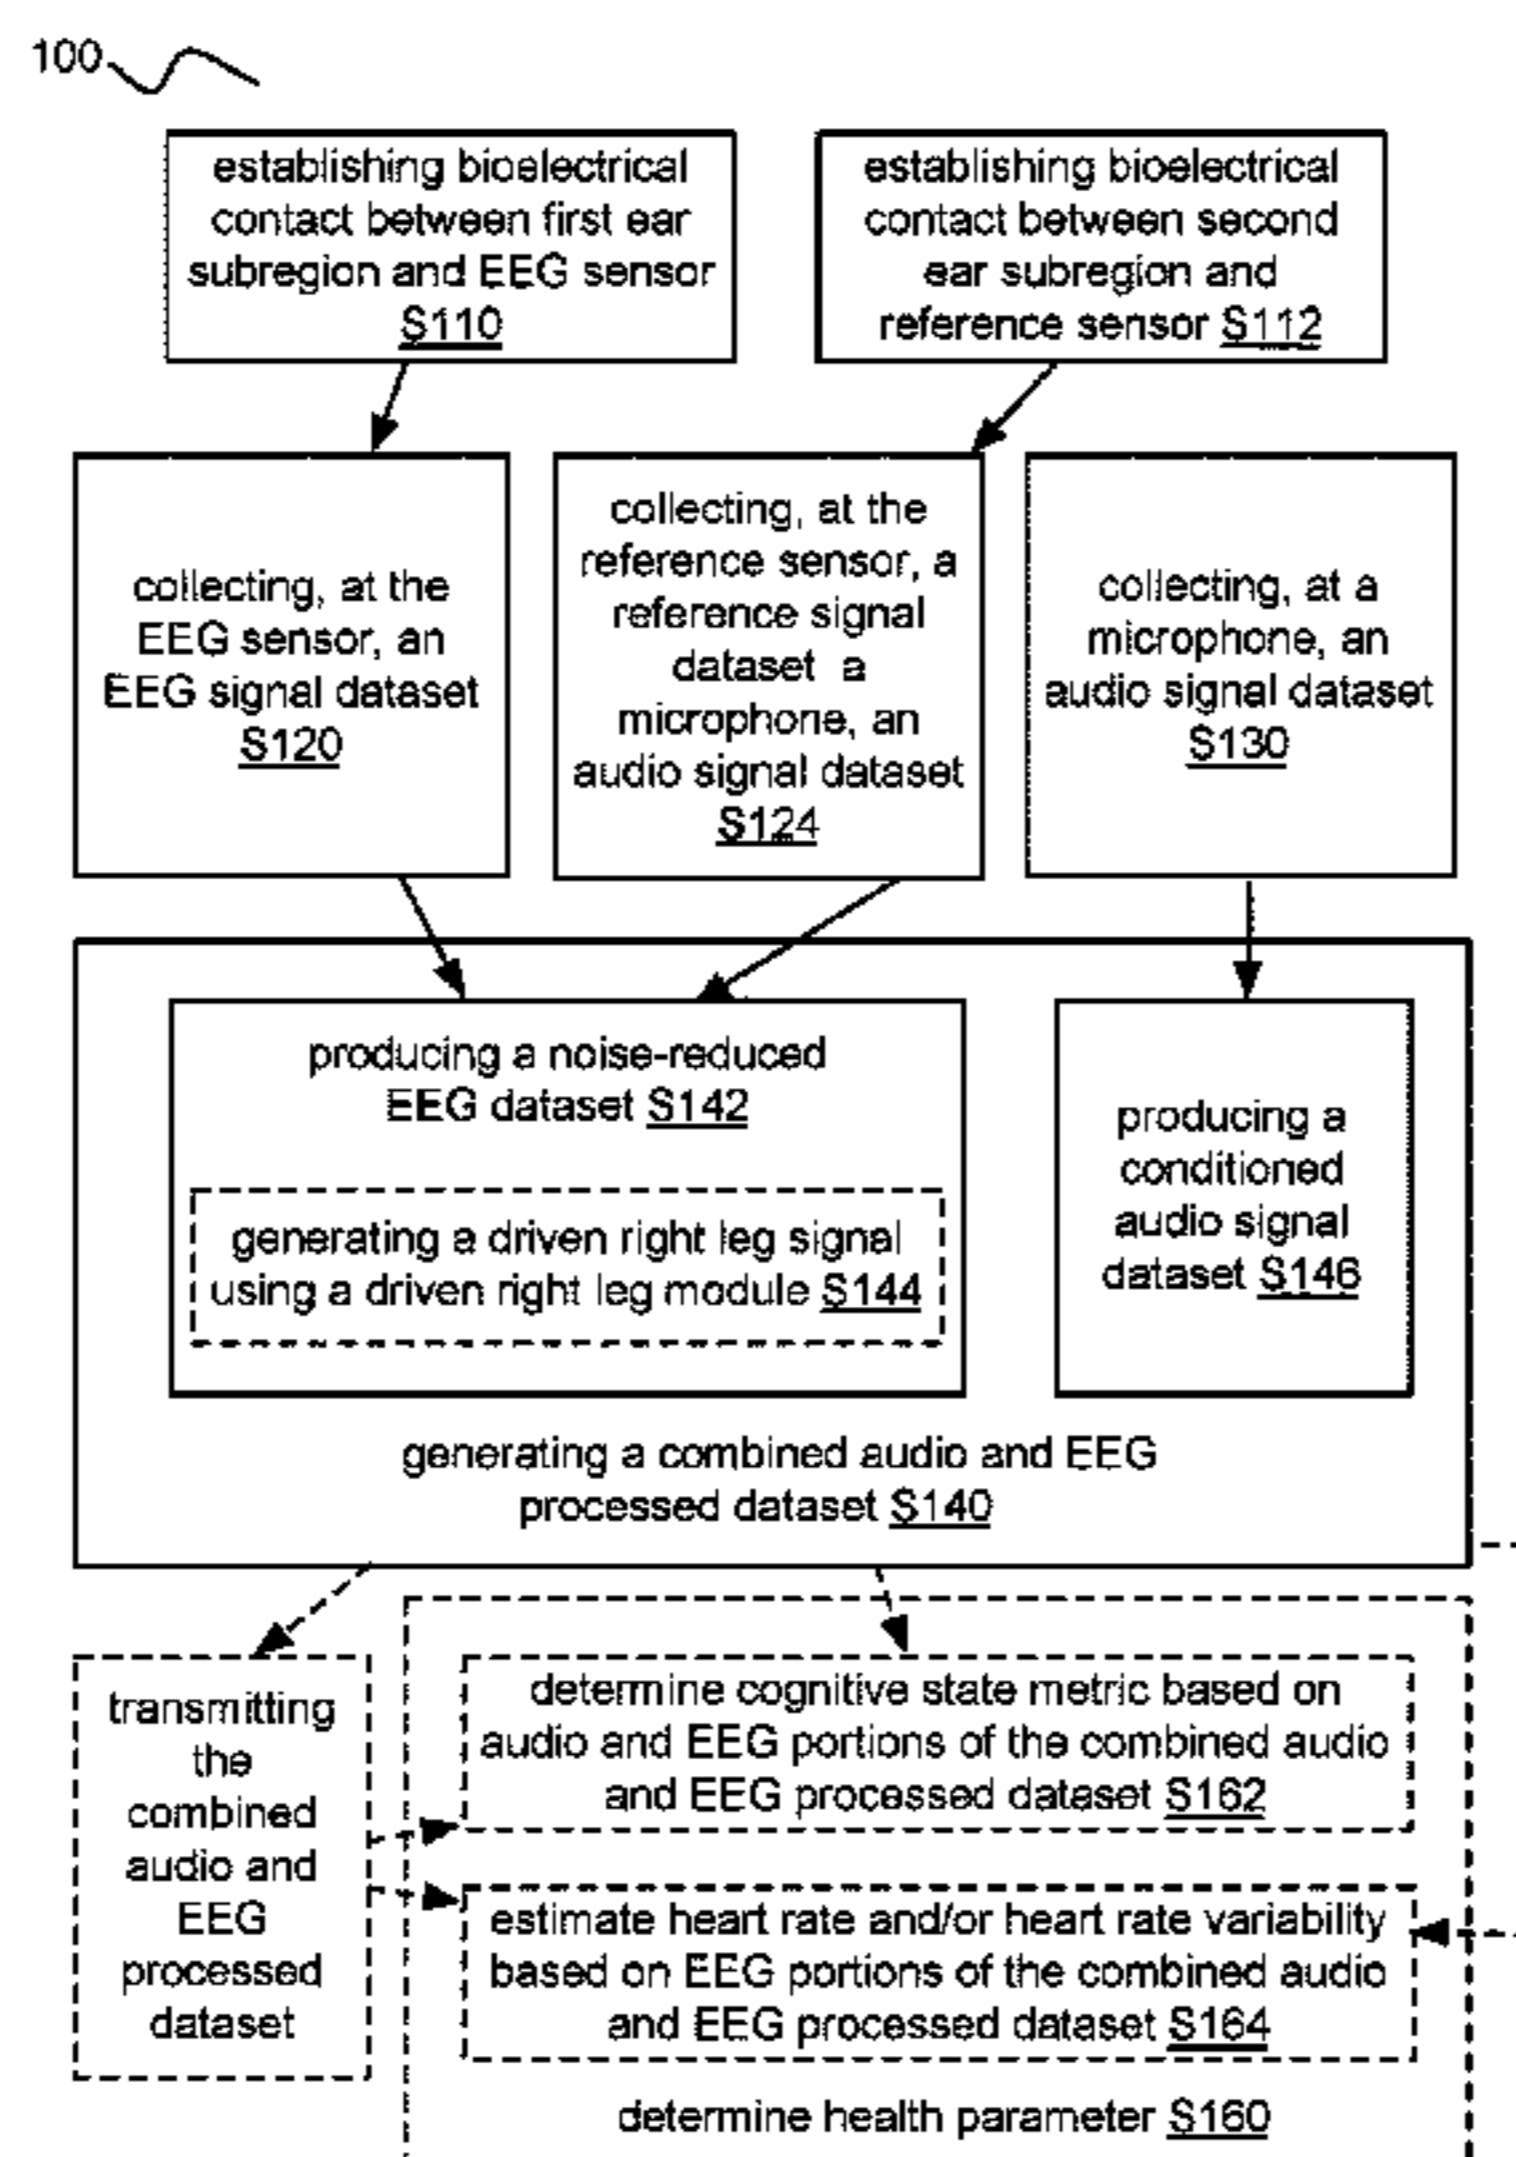 100
establishing bioelectrical
contact between first ear
subregion and EEG sensor
S110
establishing bioelectrical
contact between second
ear subregion and
reference sensor S112
collecting, at the
EEG sensor, an
EEG signal dataset
S120
collecting, at the
reference sensor, a
reference signal
dataset a
microphone, an
audio signal dataset
S124
collecting, at a
microphone, an
audio signal dataset
S130
producing a noise-reduced
EEG dataset S142
generating a driven right leg signal
using a driven right leg module S144
producing a
conditioned
audio signal
dataset S146
generating a combined audio and EEG
processed dataset S140
transmitting
the
combined
audio and
EEG
processed
dataset
determine cognitive state metric based on
audio and EEG portions of the combined audio
and EEG processed dataset S162
estimate heart rate and/or heart rate variability
based on EEG portions of the combined audio
and EEG processed dataset S164
determine health parameter S160